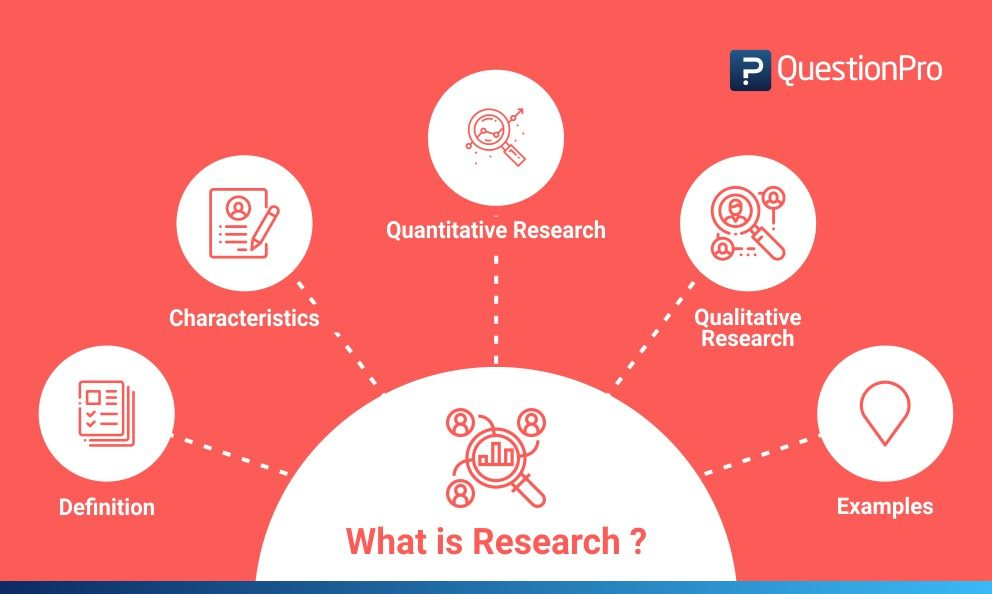 QuestionPro
Quantitative Research
Characteristics
Qualitative
Research
Definition
Examples
What is Research ?